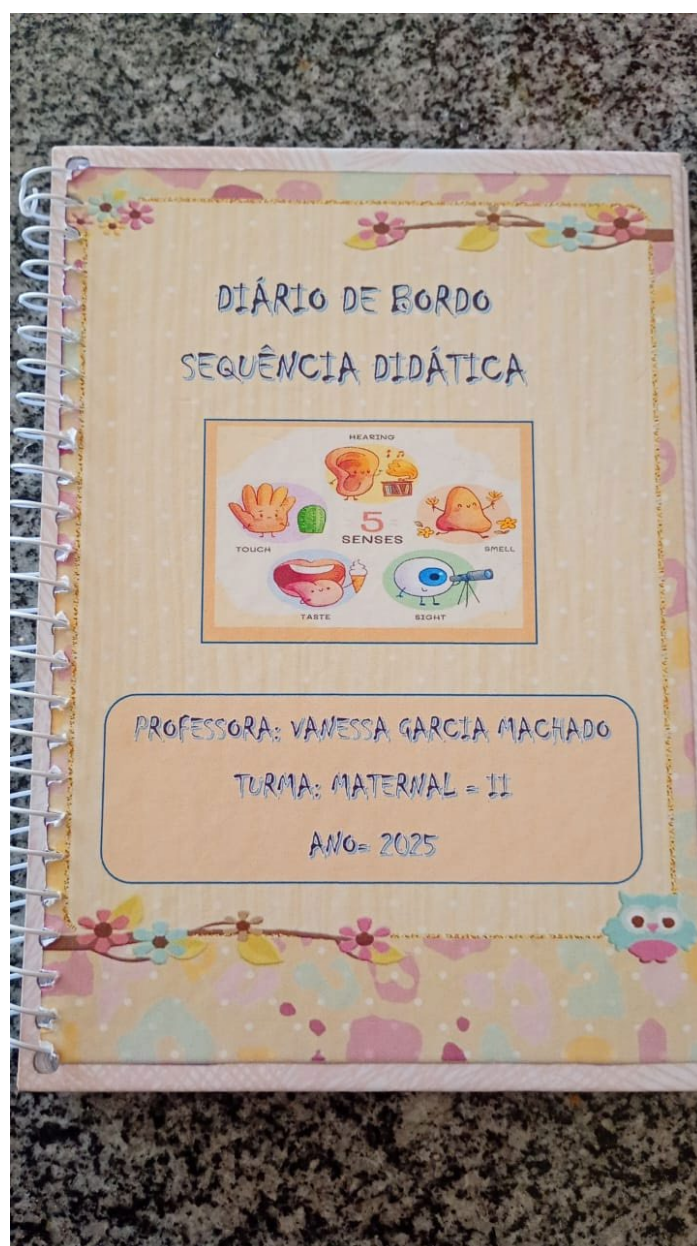 DIÁRIO DE BORDO
SEQUÊNCIA DIDÁTICA
HEARING
5
SENSES
TOUCH
SMELL
TASTE
SIGHT
PROFESSORA: VANESSA GARCIA MACHADO
TURMA: MATERNAL = II
ANO= 2025